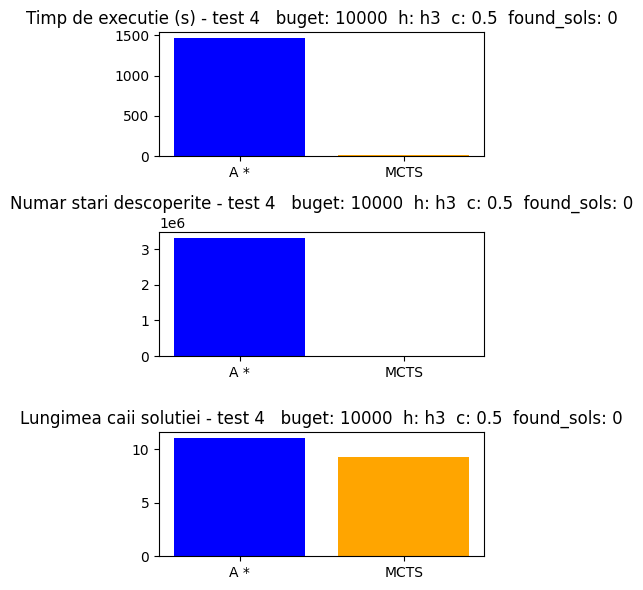 Timp de executie (s) - test 4   buget: 10000  h: h3  c: 0.5  found_sols: 0
1500
1000
500
0
A *
MCTS
Numar stari descoperite - test 4   buget: 10000  h: h3  c: 0.5  found_sols: 0
1e6
3
2
1
0
A *
MCTS
Lungimea caii solutiei - test 4   buget: 10000  h: h3  c: 0.5  found_sols: 0
10
5
0
A *
MCTS